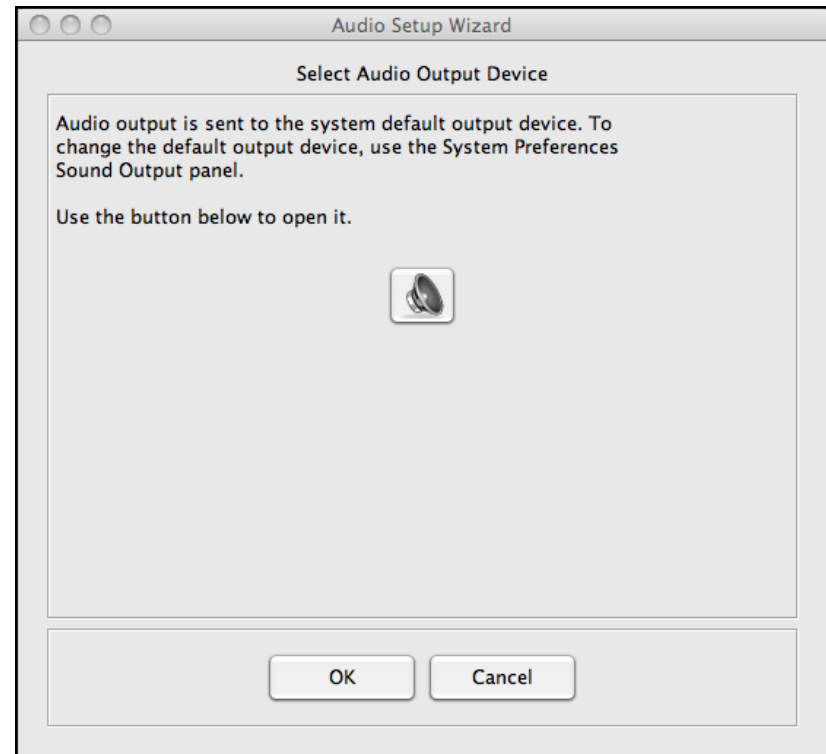 Audio Setup Wizard
Select Audio Output Device
Audio output is sent to the system default output device. To
change the default output device, use the System Preferences
Sound Output panel.
Use the button below to open it.
OK
Cancel